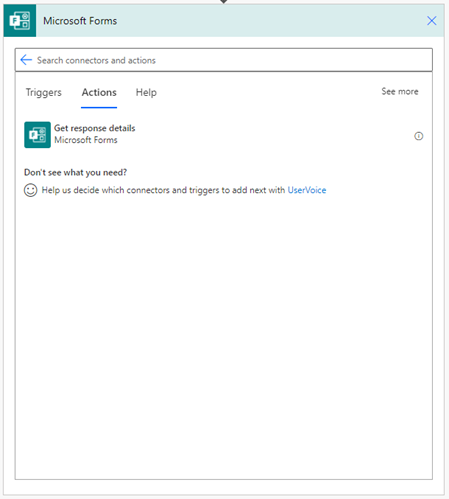 Microsoft Forms
Search connectors and actions
Triggers Actions Help See more
Get response details
Microsoft Forms
Don't see what you need?
Help us decide which connectors and triggers to add next with UserVoice